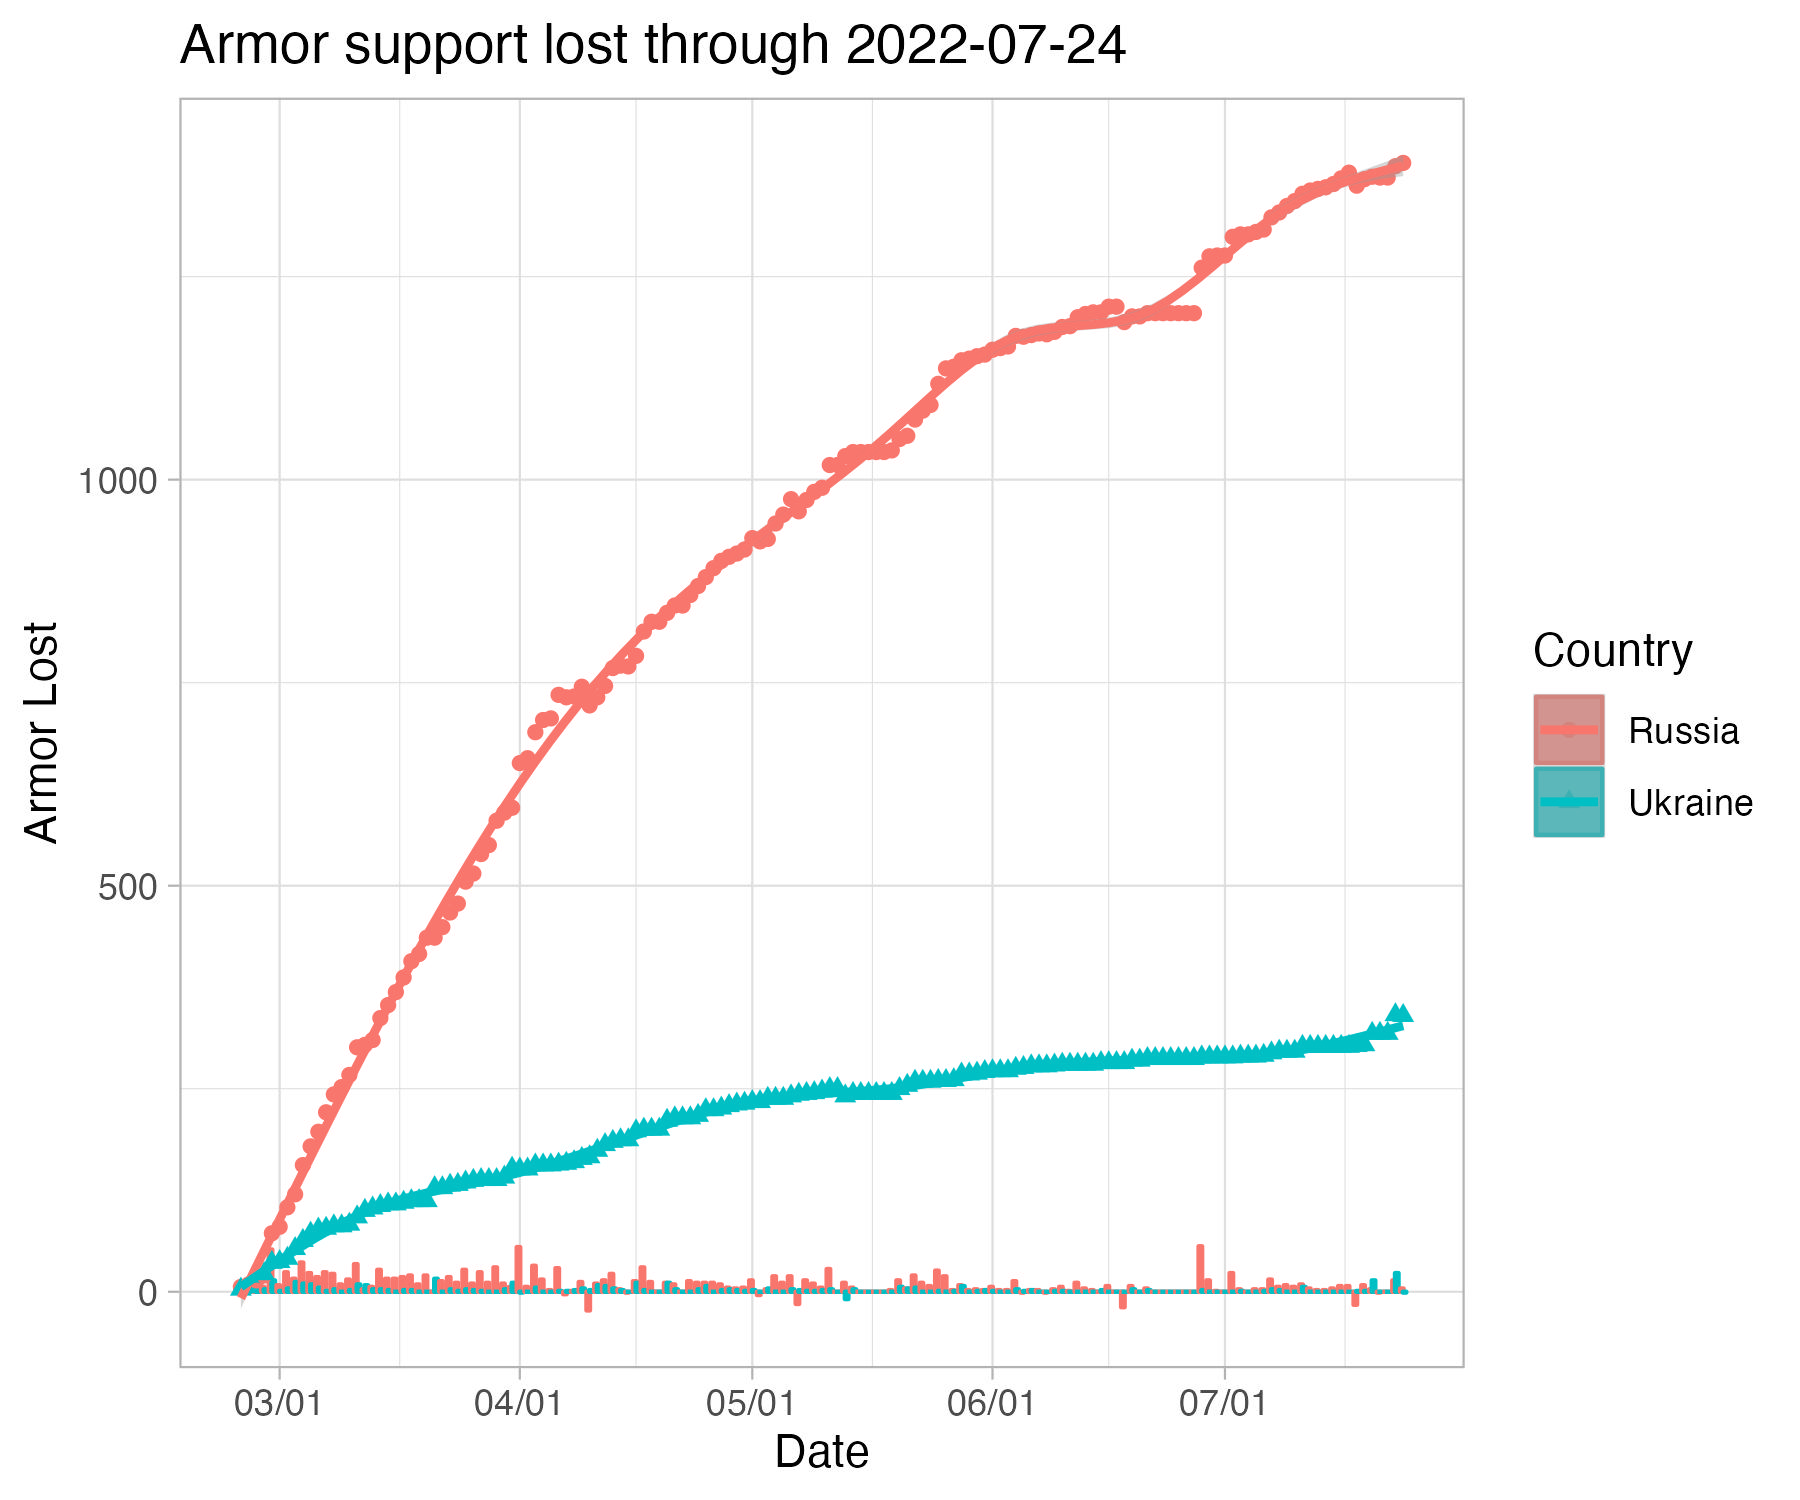 Armor support lost through 2022-07-24
Armor Lost
1000
500
0
03/01 04/01 05/01 06/01 07/01
Date
Country
Russia
Ukraine